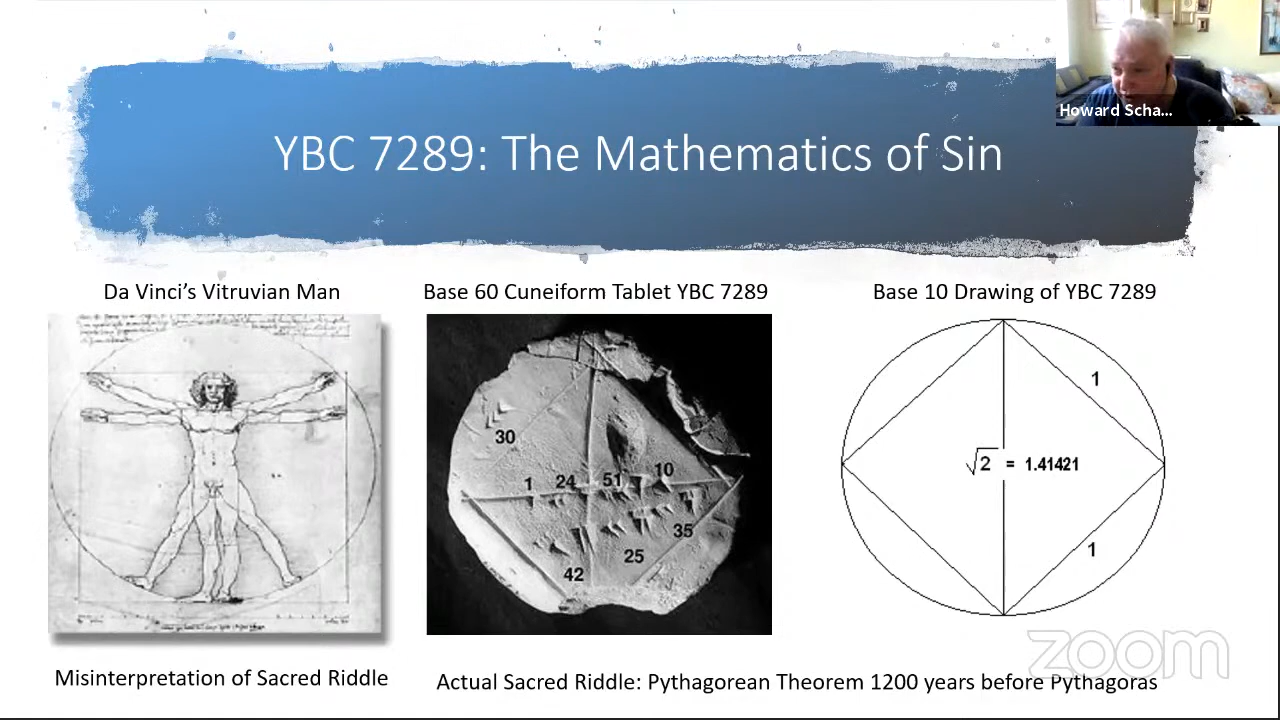 Howard Scha...
YBC 7289: The Mathematics of Sin
Da Vinci’s Vitruvian Man
Base 60 Cuneiform Tablet YBC 7289
Base 10 Drawing of YBC 7289
30
1 24 51 10
35
25
42
1
√2 = 1.41421
1
zoom
Misinterpretation of Sacred Riddle
Actual Sacred Riddle: Pythagorean Theorem 1200 years before Pythagoras